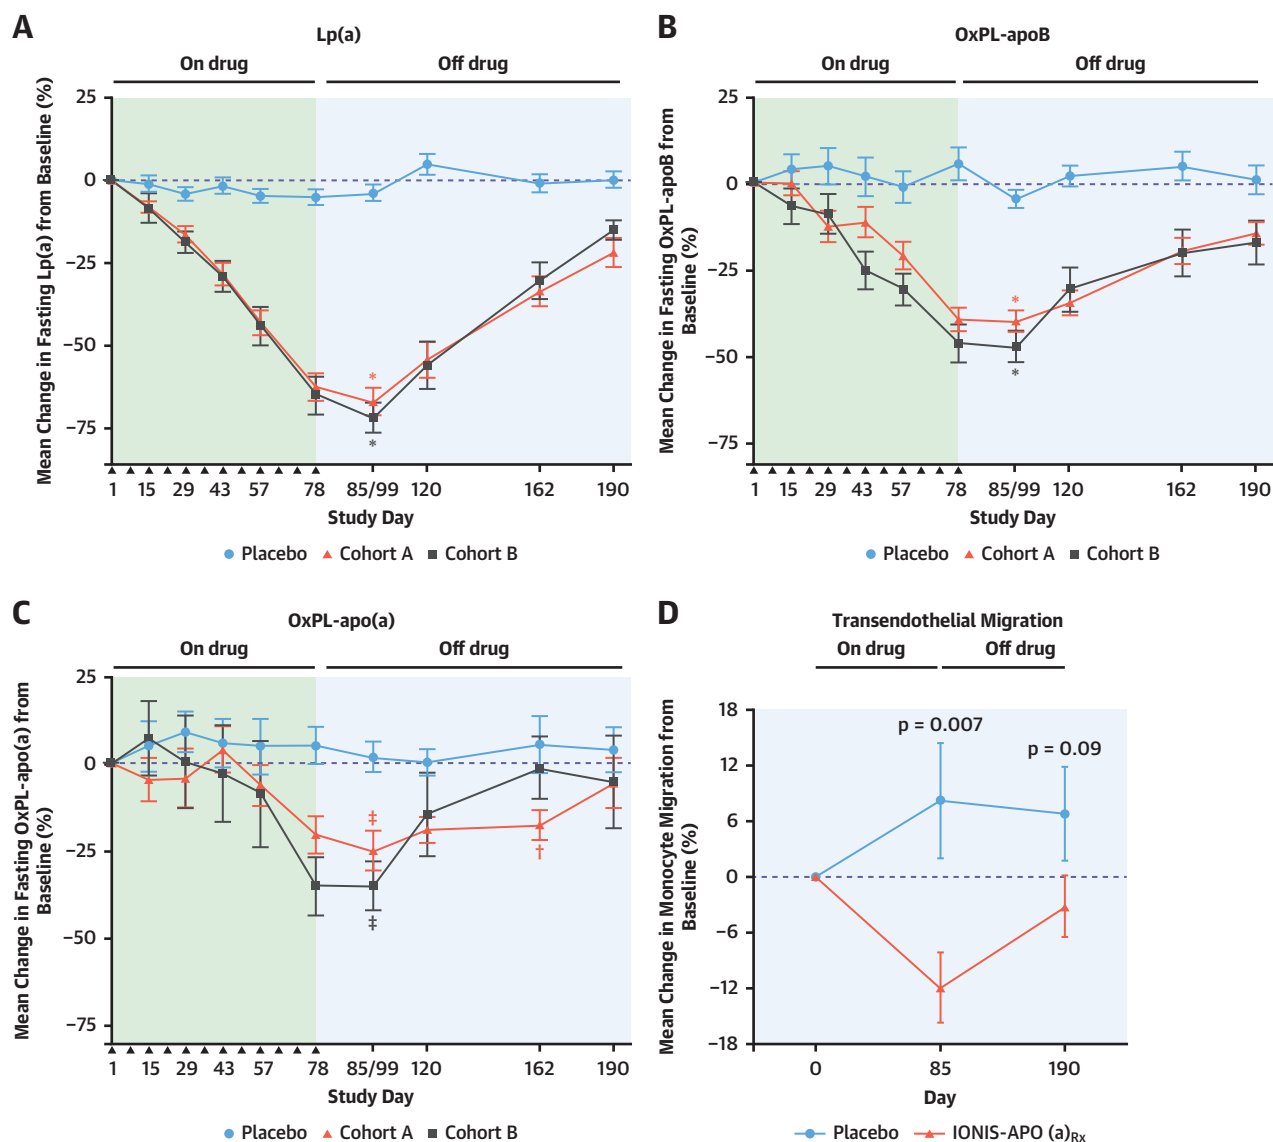 A
Lp(a)
On drug
Off drug
Mean Change in Fasting Lp(a) from Baseline (%)
25
0
−25
−50
−75
*
*
1 15 29 43 57 78 85/99 120 162 190
Study Day
Placebo Cohort A Cohort B
B
OxPL-apoB
On drug
Off drug
Mean Change in Fasting OxPL-apoB from
Baseline (%)
25
0
−25
−50
−75
*
*
1 15 29 43 57 78 85/99 120 162 190
Study Day
Placebo Cohort A Cohort B
C
OxPL-apo(a)
On drug
Off drug
Mean Change in Fasting OxPL-apo(a) from
Baseline (%)
25
0
−25
−50
−75
‡
‡
†
1 15 29 43 57 78 85/99 120 162 190
Study Day
Placebo Cohort A Cohort B
D
Transendothelial Migration
On drug
Off drug
Mean Change in Monocyte Migration from
Baseline (%)
18
12
6
0
−6
−12
−18
p = 0.007
p = 0.09
0 85 190
Day
Placebo IONIS-APO (a)Rx